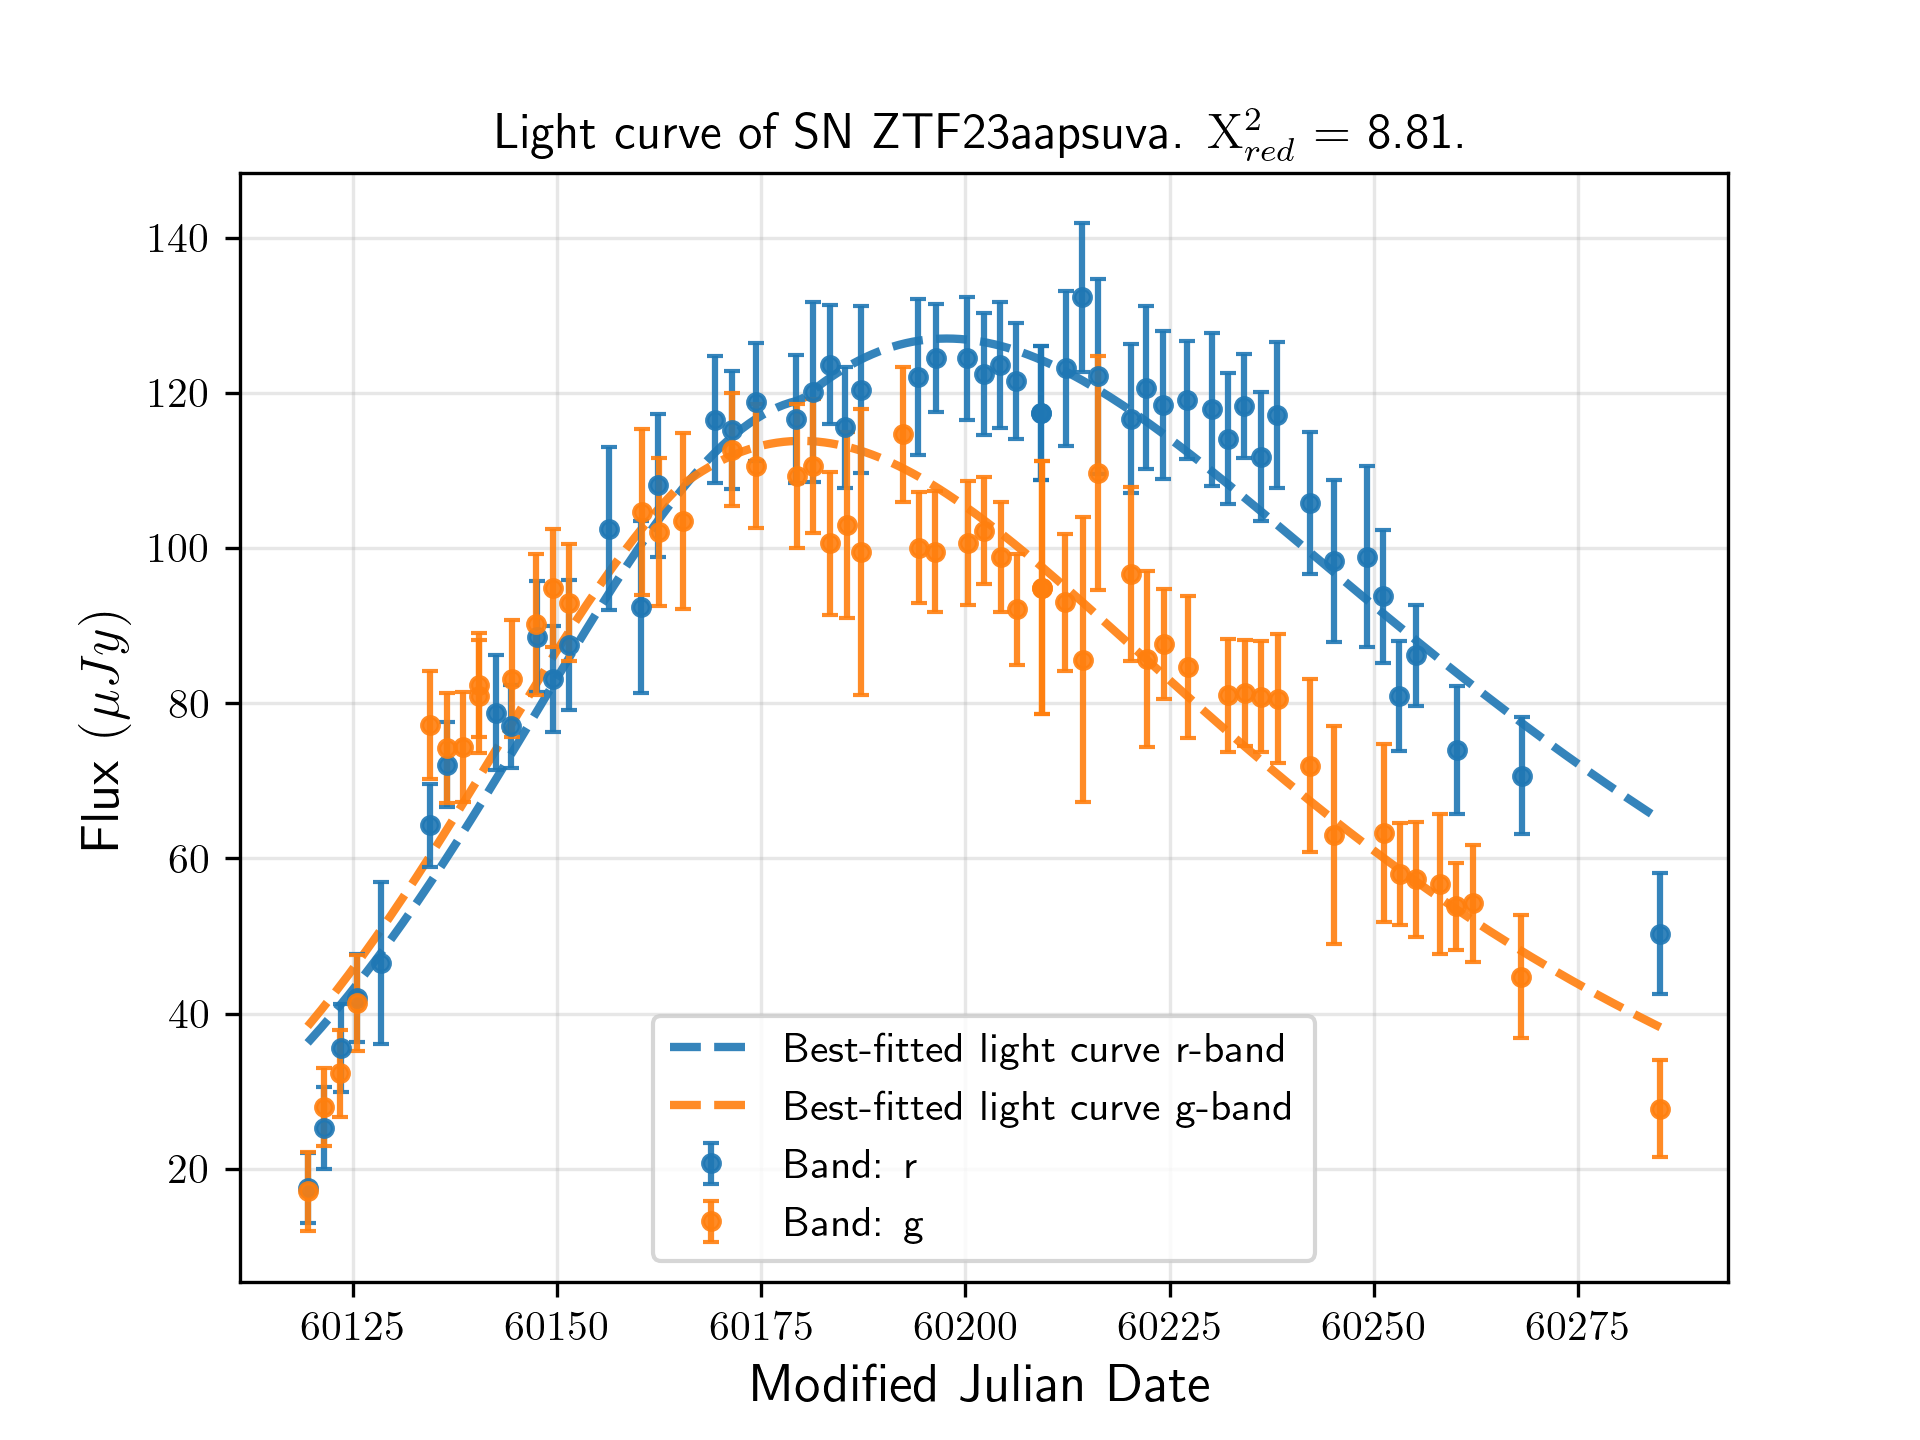 Light curve of SN ZTF23aapsuva. X²_red = 8.81.
140
120
100
80
60
40
20
Flux (μJy)
Best-fitted light curve r-band
Best-fitted light curve g-band
Band: r
Band: g
60125 60150 60175 60200 60225 60250 60275
Modified Julian Date